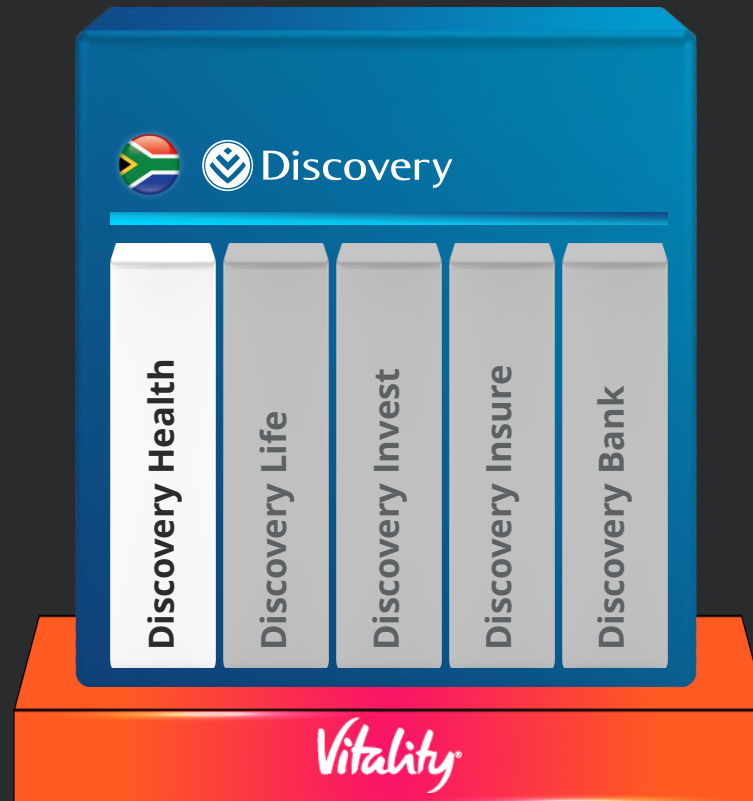 Discovery
Discovery Health
Discovery Life
Discovery Invest
Discovery Insure
Discovery Bank
Vitality®